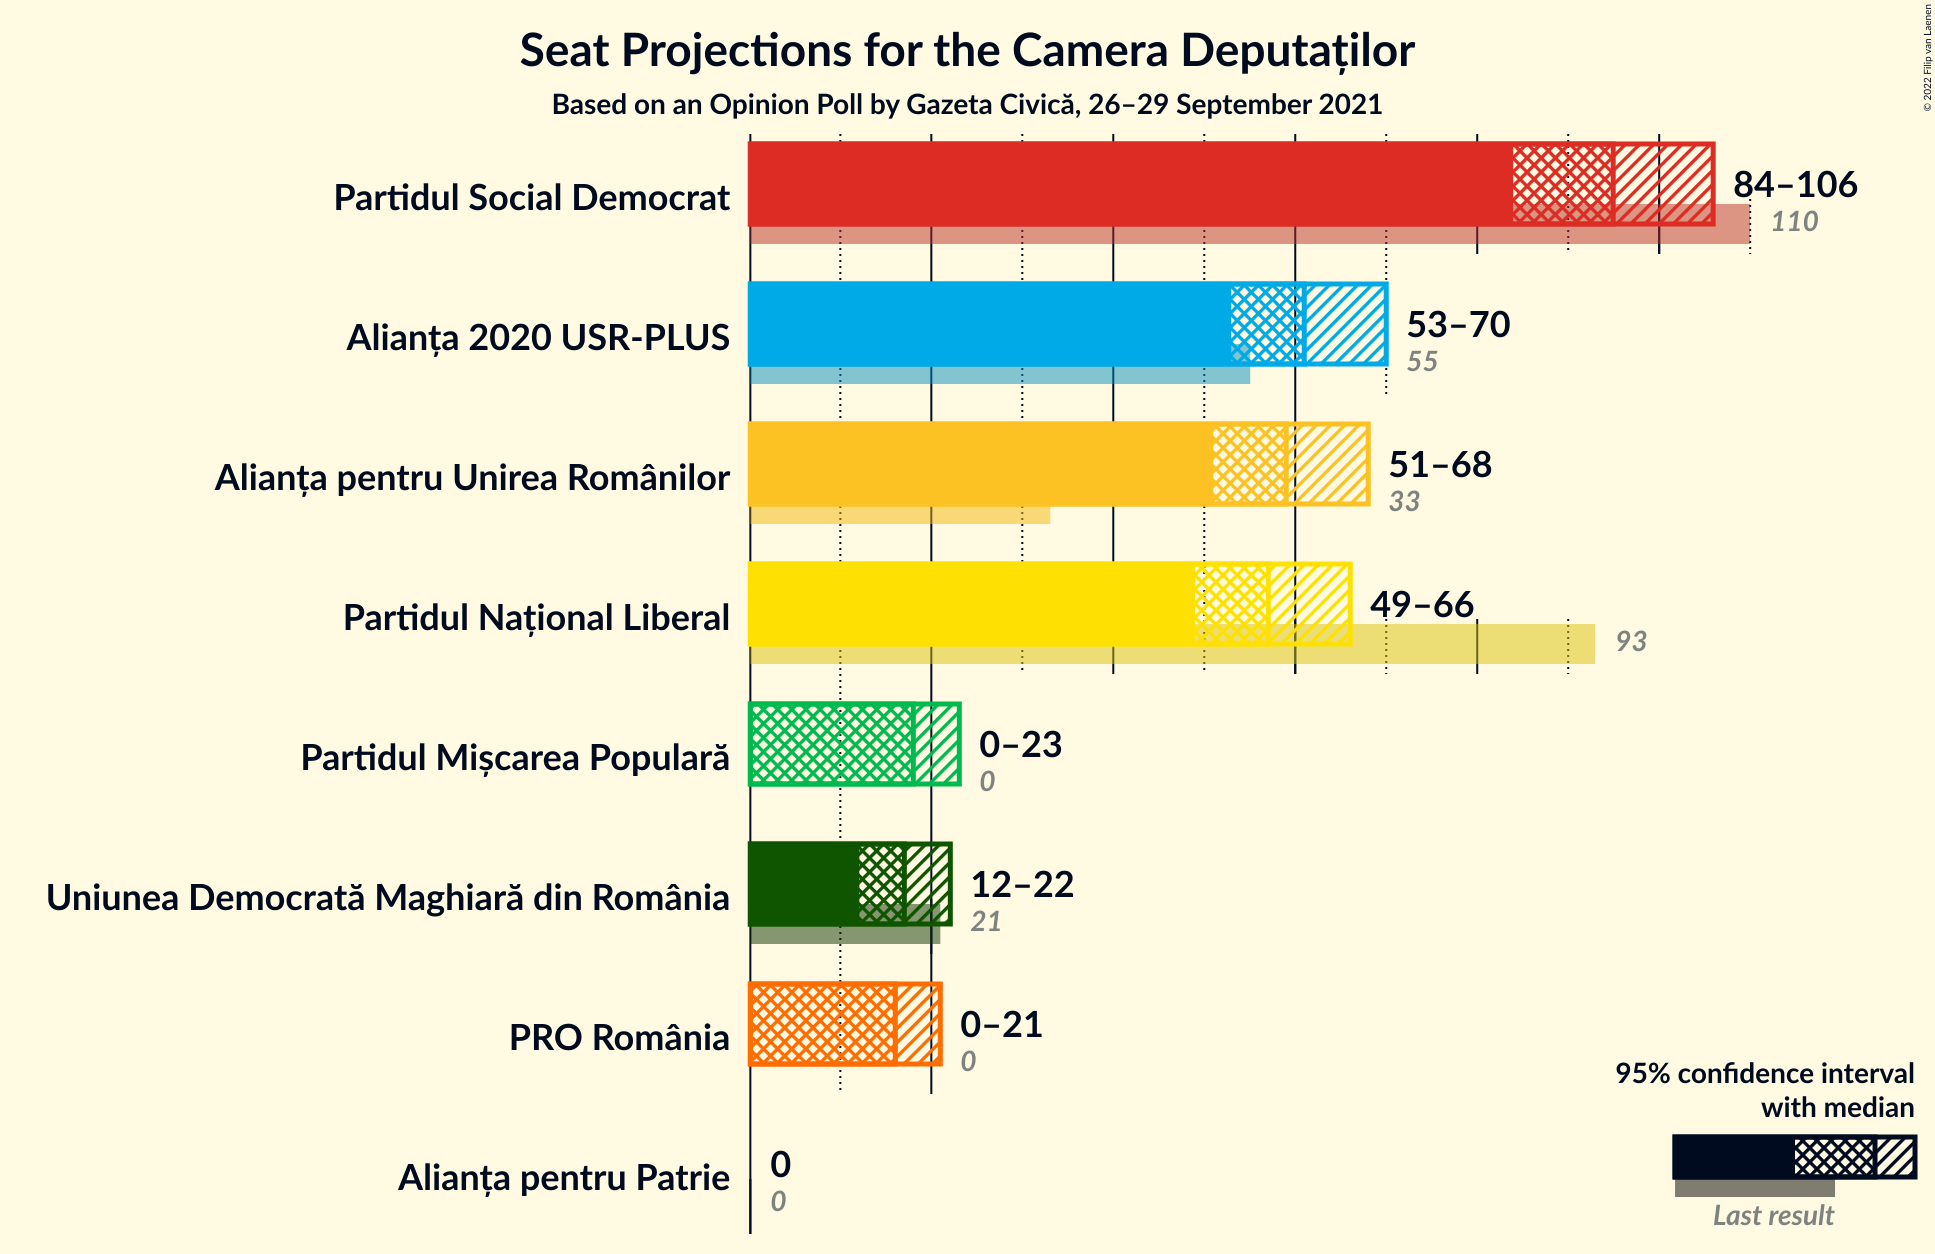 Seat Projections for the Camera Deputaților
Based on an Opinion Poll by Gazeta Civică, 26–29 September 2021
© 2022 Filip van Laenen
Partidul Social Democrat
84–106
110
Alianța 2020 USR-PLUS
53–70
55
Alianța pentru Unirea Românilor
51–68
33
Partidul Național Liberal
49–66
93
Partidul Mișcarea Populară
0–23
0
Uniunea Democrată Maghiară din România
12–22
21
PRO România
0–21
0
Alianța pentru Patrie
0
0
95% confidence interval
with median
Last result